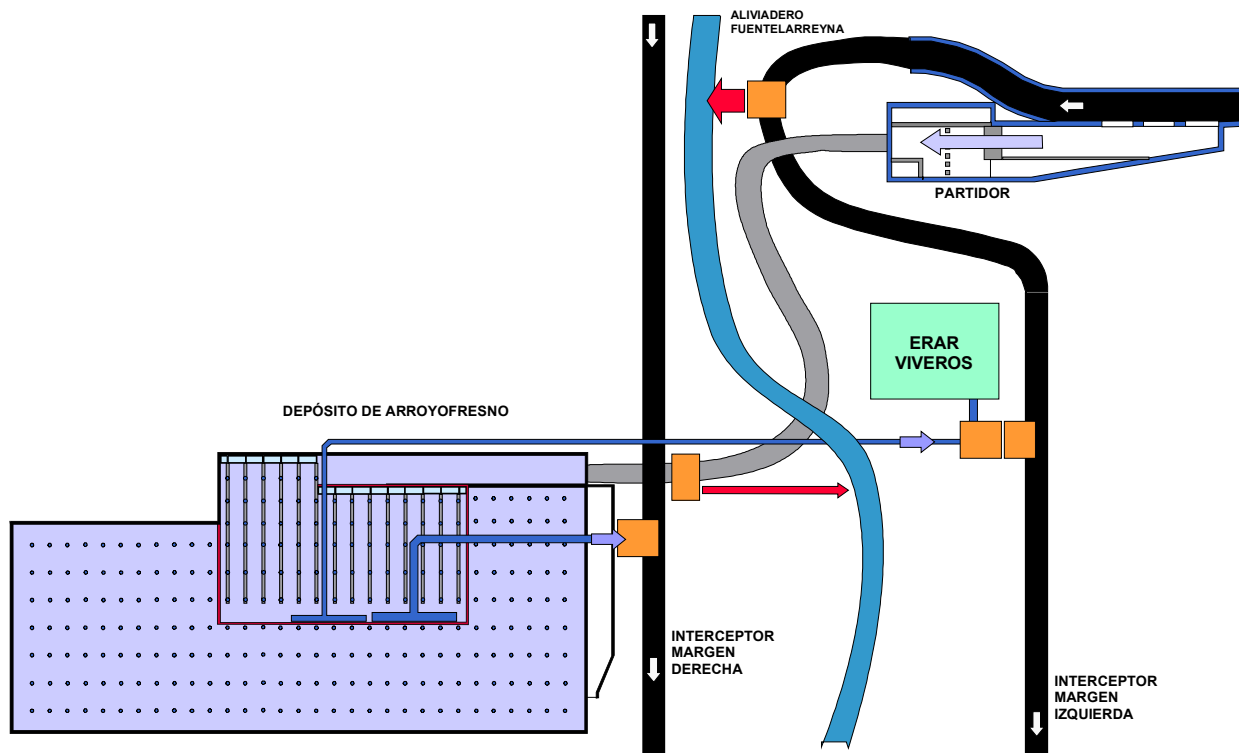 ALIVIADERO
FUENTELARREYNA
PARTIDOR
ERAR
VIVEROS
DEPÓSITO DE ARROYOFRESNO
INTERCEPTOR
MARGEN
DERECHA
INTERCEPTOR
MARGEN
IZQUIERDA